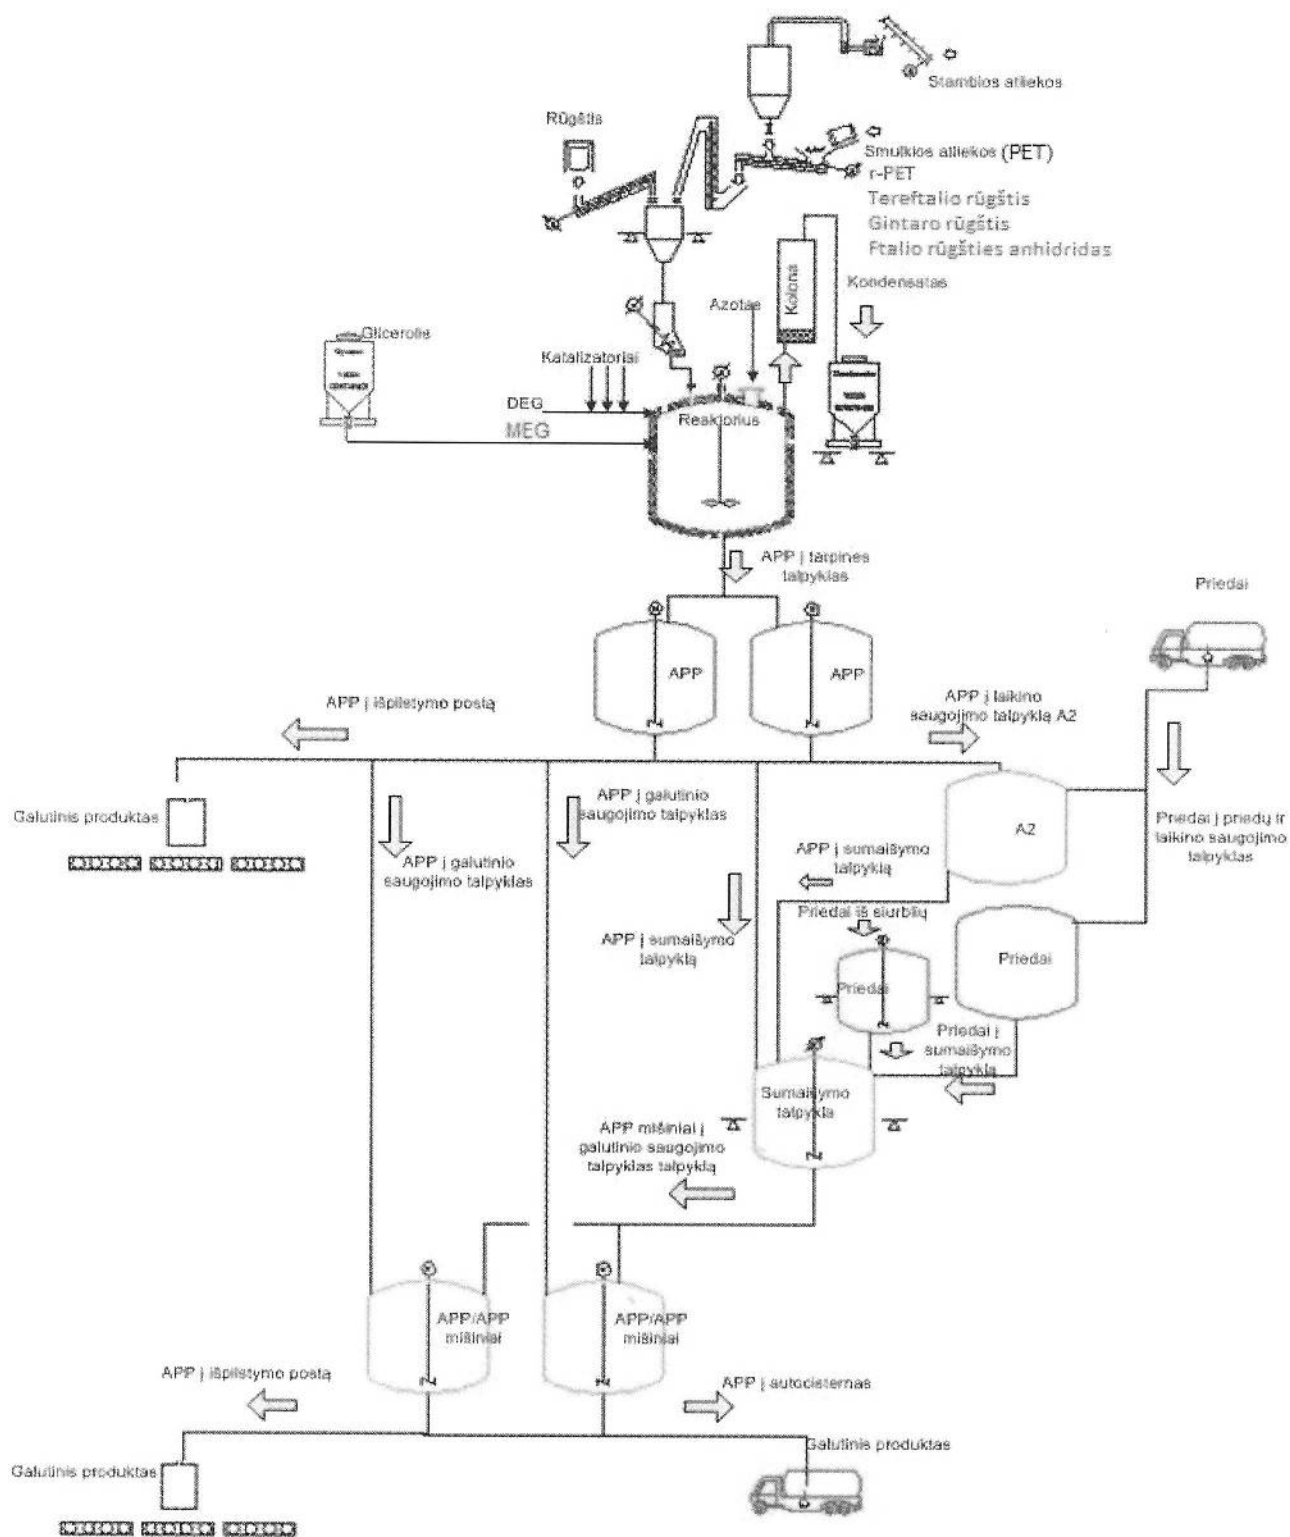 Stambios atliekos
Rūgštis
Smulkios atliekos (PET)
r-PET
Tereftalio rūgštis
Gintaro rūgštis
Ftalio rūgšties anhidridas
Kolona
Kondensatas
Azotas
Glicerolis
Katalizatoriai
DEG
MEG
Reaktorius
APP į tarpines
talpyklas
Priedai
APP
APP
APP į išpilstymo postą
APP į laikino
saugojimo talpyklą A2
Galutinis produktas
APP į galutinio
saugojimo talpyklas
APP į galutinio
saugojimo talpyklas
A2
Priedai į priedų ir
laikino saugojimo
talpyklas
APP į sumaišymo
talpyklą
Priedai iš siurblių
APP į sumaišymo
talpyklą
Priedai
Priedai
Priedai į
sumaišymo
talpyklą
Sumaišymo
talpykla
APP mišiniai į
galutinio saugojimo
talpyklas talpyklą
APP/APP
mišiniai
APP/APP
mišiniai
APP į išpilstymo postą
APP į autocisternas
Galutinis produktas
Galutinis produktas